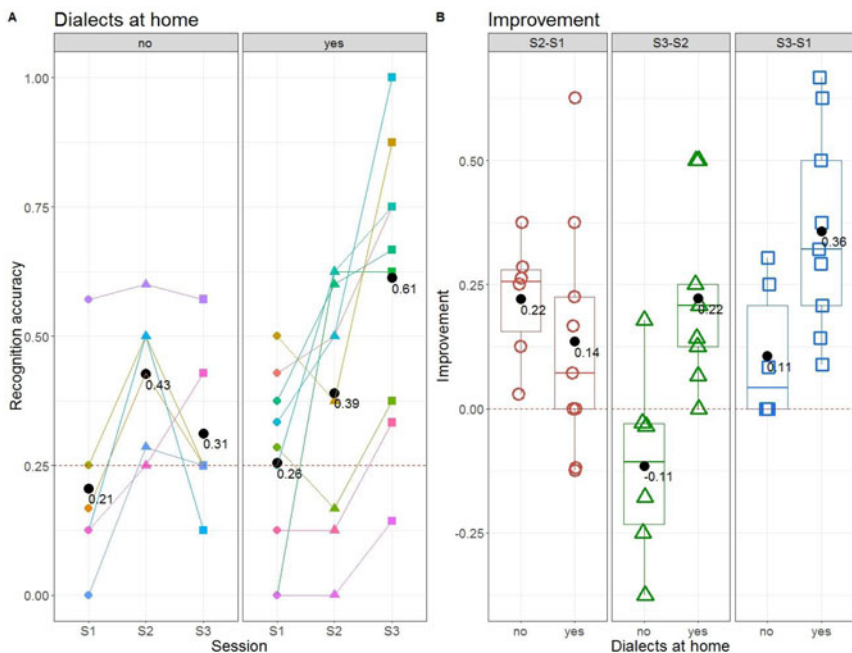 A
Dialects at home
no
yes
Recognition accuracy
1.00
0.75
0.50
0.25
0.00
0.21
0.43
0.31
0.26
0.39
0.61
S1
S2
S3
S1
S2
S3
Session
B
Improvement
S2-S1
S3-S2
S3-S1
Improvement
0.50
0.25
0.00
-0.25
0.22
0.14
-0.11
0.22
0.11
0.36
no
yes
no
yes
no
yes
Dialects at home